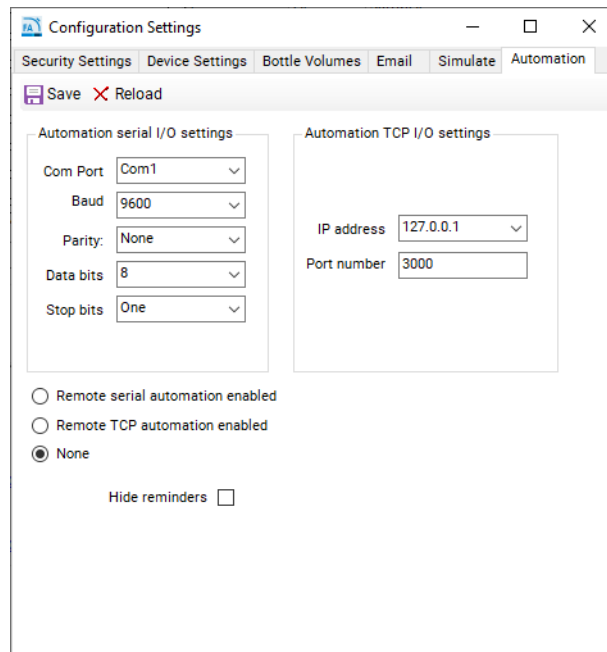 FA Configuration Settings
Security Settings Device Settings Bottle Volumes Email Simulate Automation
Save Reload
Automation serial I/O settings
Com Port Com1
Baud 9600
Parity: None
Data bits 8
Stop bits One
Automation TCP I/O settings
IP address 127.0.0.1
Port number 3000
Remote serial automation enabled
Remote TCP automation enabled
None
Hide reminders